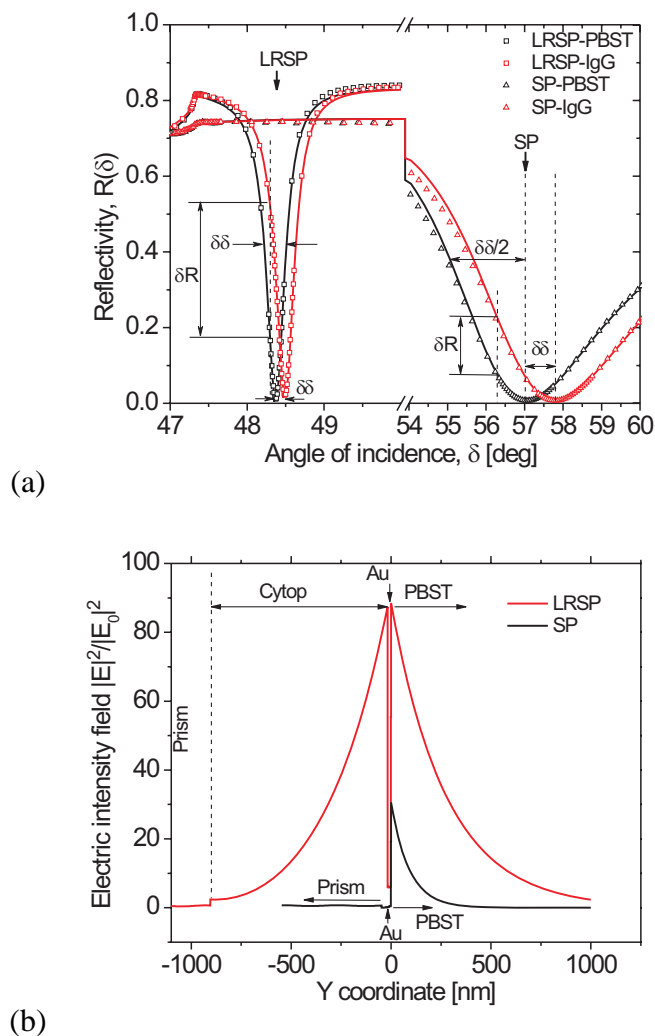 1.0
0.8
0.6
0.4
0.2
0.0
Reflectivity, R(δ)
LRSP
LRSP-PBST
LRSP-IgG
SP-PBST
SP-IgG
SP
δR
δδ
δδ
δδ/2
δR
δδ
47 48 49 54 55 56 57 58 59 60
Angle of incidence, δ [deg]
(a)
100
80
60
40
20
0
Electric intensity field |E|²/|E₀|²
Prism
Cytop
Au
PBST
LRSP
SP
Prism
Au
PBST
-1000 -500 0 500 1000
Y coordinate [nm]
(b)